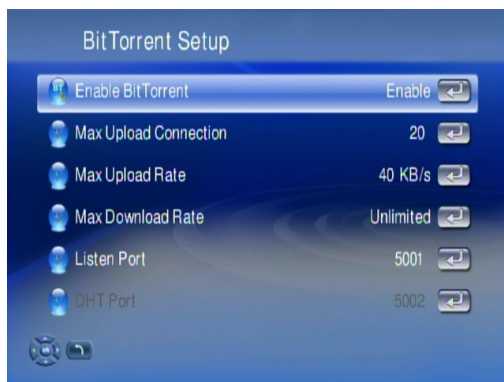 BitTorrent Setup
Enable BitTorrent Enable
Max Upload Connection 20
Max Upload Rate 40 KB/s
Max Download Rate Unlimited
Listen Port 5001
DHT Port 5002